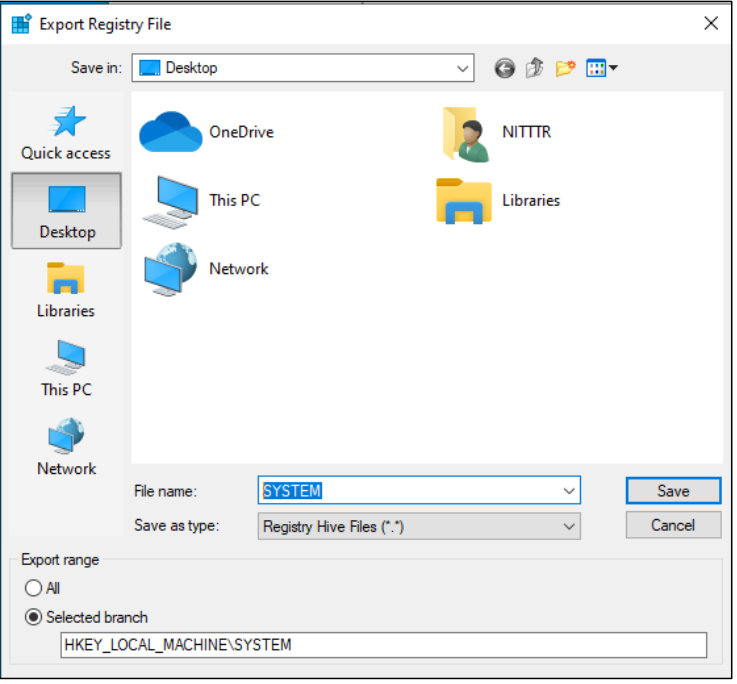 Export Registry File
Save in:
Desktop
Quick access
Desktop
Libraries
This PC
Network
OneDrive
NITTTR
This PC
Libraries
Network
File name:
SYSTEM
Save
Save as type:
Registry Hive Files (*.*)
Cancel
Export range
All
Selected branch
HKEY_LOCAL_MACHINE\SYSTEM